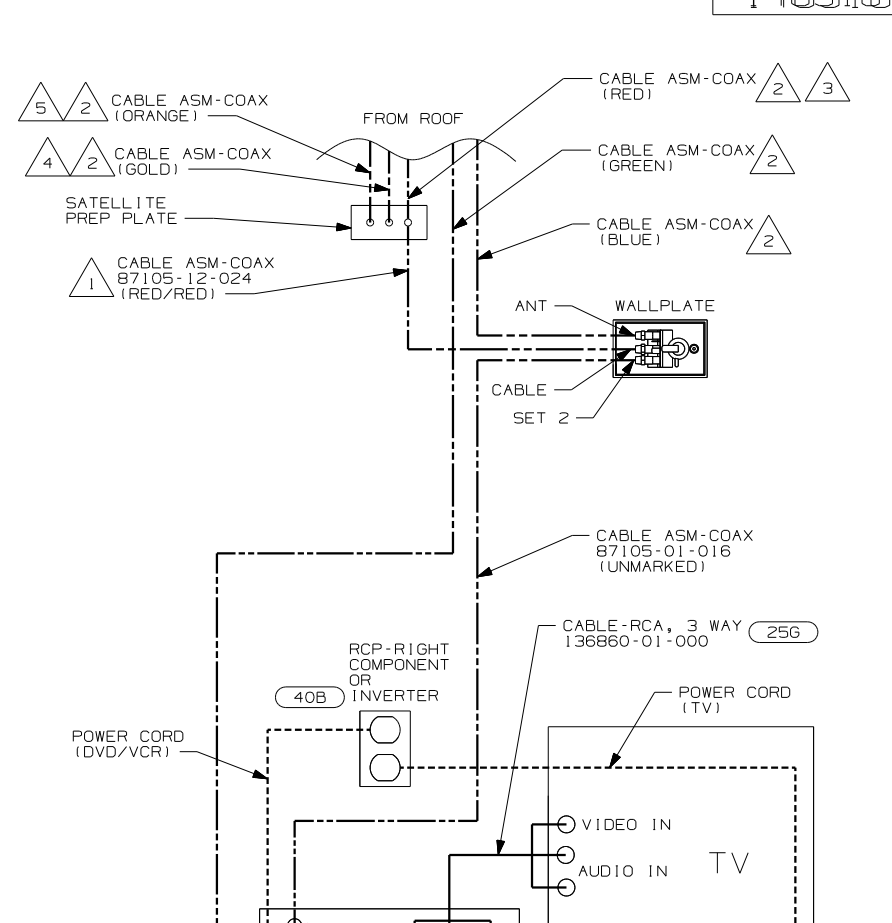 CABLE ASM-COAX
(RED)
2
3
5
2
CABLE ASM-COAX
(ORANGE)
FROM ROOF
4
2
CABLE ASM-COAX
(GOLD)
CABLE ASM-COAX
(GREEN)
2
SATELLITE
PREP PLATE
CABLE ASM-COAX
(BLUE)
2
1
CABLE ASM-COAX
87105-12-024
(RED/RED)
ANT
WALLPLATE
CABLE
SET 2
CABLE ASM-COAX
87105-01-016
(UNMARKED)
CABLE-RCA, 3 WAY
136860-01-000
25G
RCP-RIGHT
COMPONENT
OR
INVERTER
40B
POWER CORD
(TV)
POWER CORD
(DVD/VCR)
VIDEO IN
AUDIO IN
TV